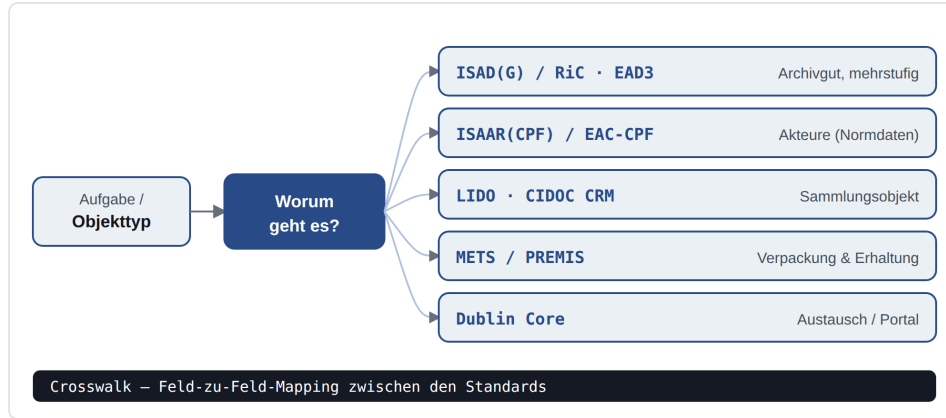 Aufgabe /
Objekttyp
Worum
geht es?
ISAD(G) / RiC · EAD3
Archivgut, mehrstufig
ISAAR(CPF) / EAC-CPF
Akteure (Normdaten)
LIDO · CIDOC CRM
Sammlungsobjekt
METS / PREMIS
Verpackung & Erhaltung
Dublin Core
Austausch / Portal
Crosswalk — Feld-zu-Feld-Mapping zwischen den Standards